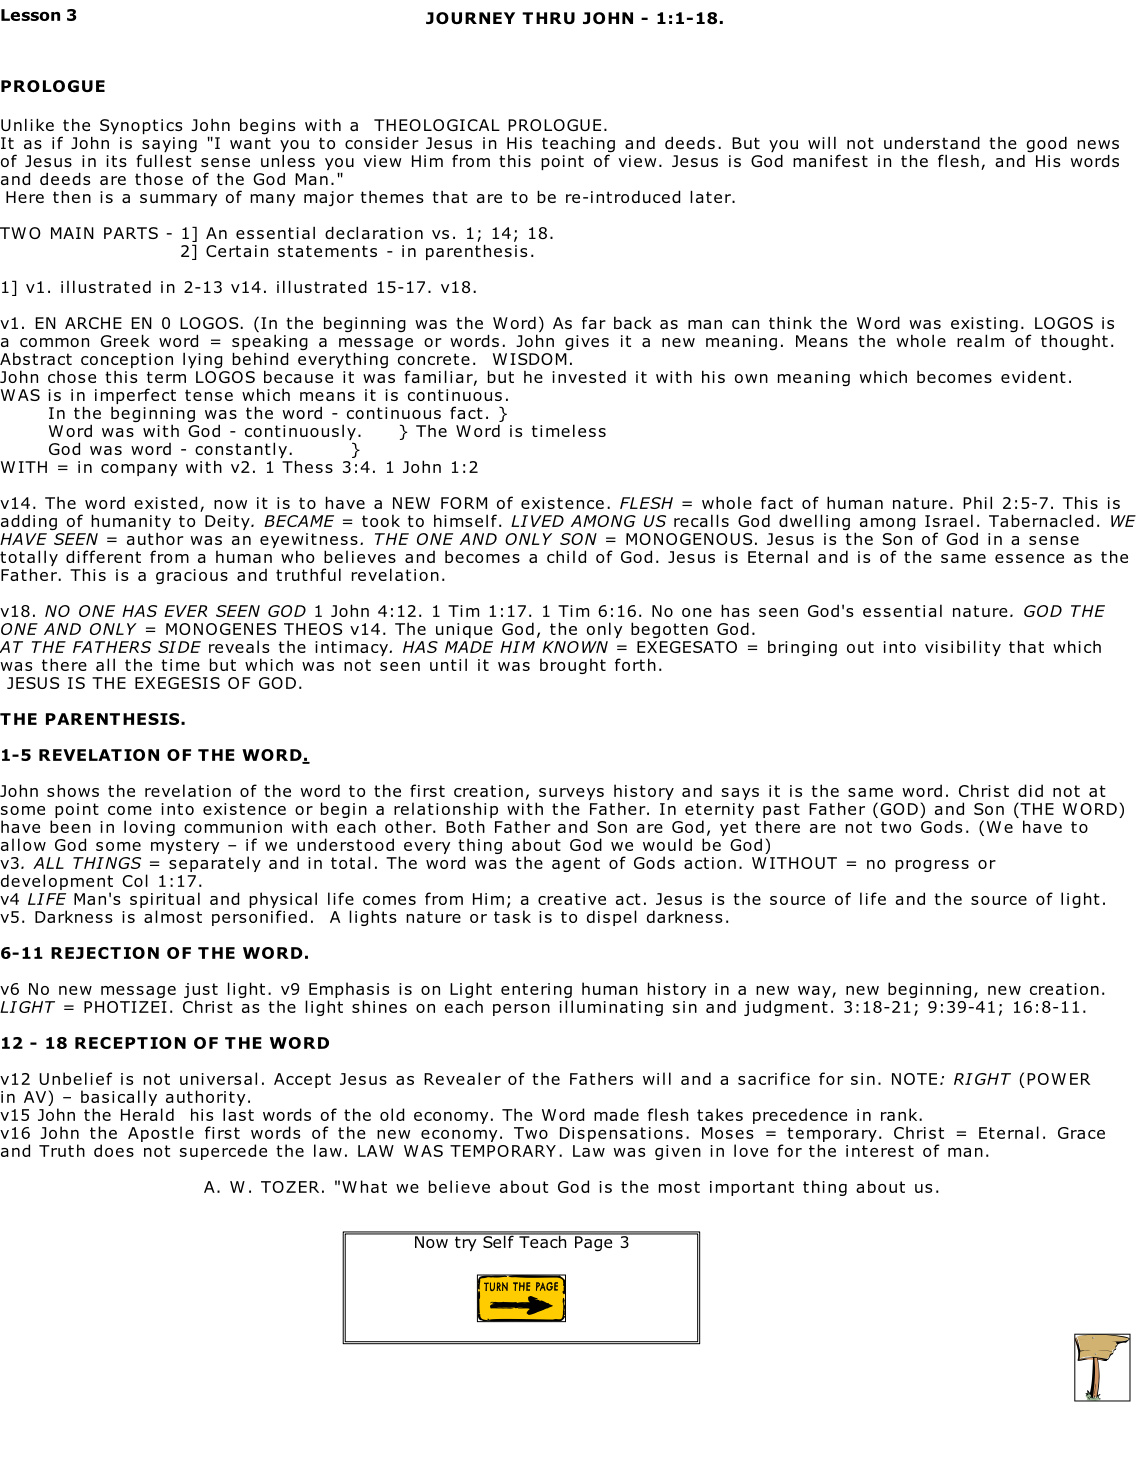 Lesson 3
JOURNEY THRU JOHN - 1:1-18.
PROLOGUE
Unlike the Synoptics John begins with a THEOLOGICAL PROLOGUE.
It as if John is saying "I want you to consider Jesus in His teaching and deeds. But you will not understand the good news
of Jesus in its fullest sense unless you view Him from this point of view. Jesus is God manifest in the flesh, and His words
and deeds are those of the God Man."
Here then is a summary of many major themes that are to be re-introduced later.
TWO MAIN PARTS - 1] An essential declaration vs. 1; 14; 18.
2] Certain statements - in parenthesis.
1] v1. illustrated in 2-13 v14. illustrated 15-17. v18.
v1. EN ARCHE EN 0 LOGOS. (In the beginning was the Word) As far back as man can think the Word was existing. LOGOS is
a common Greek word = speaking a message or words. John gives it a new meaning. Means the whole realm of thought.
Abstract conception lying behind everything concrete. WISDOM.
John chose this term LOGOS because it was familiar, but he invested it with his own meaning which becomes evident.
WAS is in imperfect tense which means it is continuous.
In the beginning was the word - continuous fact. }
Word was with God - continuously. } The Word is timeless
God was word - constantly. }
WITH = in company with v2. 1 Thess 3:4. 1 John 1:2
v14. The word existed, now it is to have a NEW FORM of existence. FLESH = whole fact of human nature. Phil 2:5-7. This is
adding of humanity to Deity. BECAME = took to himself. LIVED AMONG US recalls God dwelling among Israel. Tabernacled. WE
HAVE SEEN = author was an eyewitness. THE ONE AND ONLY SON = MONOGENOUS. Jesus is the Son of God in a sense
totally different from a human who believes and becomes a child of God. Jesus is Eternal and is of the same essence as the
Father. This is a gracious and truthful revelation.
v18. NO ONE HAS EVER SEEN GOD 1 John 4:12. 1 Tim 1:17. 1 Tim 6:16. No one has seen God's essential nature. GOD THE
ONE AND ONLY = MONOGENES THEOS v14. The unique God, the only begotten God.
AT THE FATHERS SIDE reveals the intimacy. HAS MADE HIM KNOWN = EXEGESATO = bringing out into visibility that which
was there all the time but which was not seen until it was brought forth.
JESUS IS THE EXEGESIS OF GOD.
THE PARENTHESIS.
1-5 REVELATION OF THE WORD.
John shows the revelation of the word to the first creation, surveys history and says it is the same word. Christ did not at
some point come into existence or begin a relationship with the Father. In eternity past Father (GOD) and Son (THE WORD)
have been in loving communion with each other. Both Father and Son are God, yet there are not two Gods. (We have to
allow God some mystery – if we understood every thing about God we would be God)
v3. ALL THINGS = separately and in total. The word was the agent of Gods action. WITHOUT = no progress or
development Col 1:17.
v4 LIFE Man's spiritual and physical life comes from Him; a creative act. Jesus is the source of life and the source of light.
v5. Darkness is almost personified. A lights nature or task is to dispel darkness.
6-11 REJECTION OF THE WORD.
v6 No new message just light. v9 Emphasis is on Light entering human history in a new way, new beginning, new creation.
LIGHT = PHOTIZEI. Christ as the light shines on each person illuminating sin and judgment. 3:18-21; 9:39-41; 16:8-11.
12 - 18 RECEPTION OF THE WORD
v12 Unbelief is not universal. Accept Jesus as Revealer of the Fathers will and a sacrifice for sin. NOTE: RIGHT (POWER
in AV) – basically authority.
v15 John the Herald his last words of the old economy. The Word made flesh takes precedence in rank.
v16 John the Apostle first words of the new economy. Two Dispensations. Moses = temporary. Christ = Eternal. Grace
and Truth does not supercede the law. LAW WAS TEMPORARY. Law was given in love for the interest of man.
A. W. TOZER. "What we believe about God is the most important thing about us.
Now try Self Teach Page 3
TURN THE PAGE